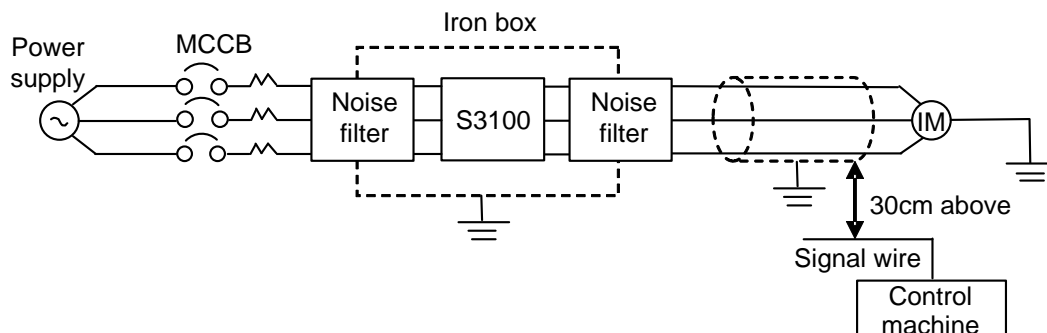 Iron box
Power
supply
MCCB
Noise
filter
S3100
Noise
filter
IM
30cm above
Signal wire
Control
machine